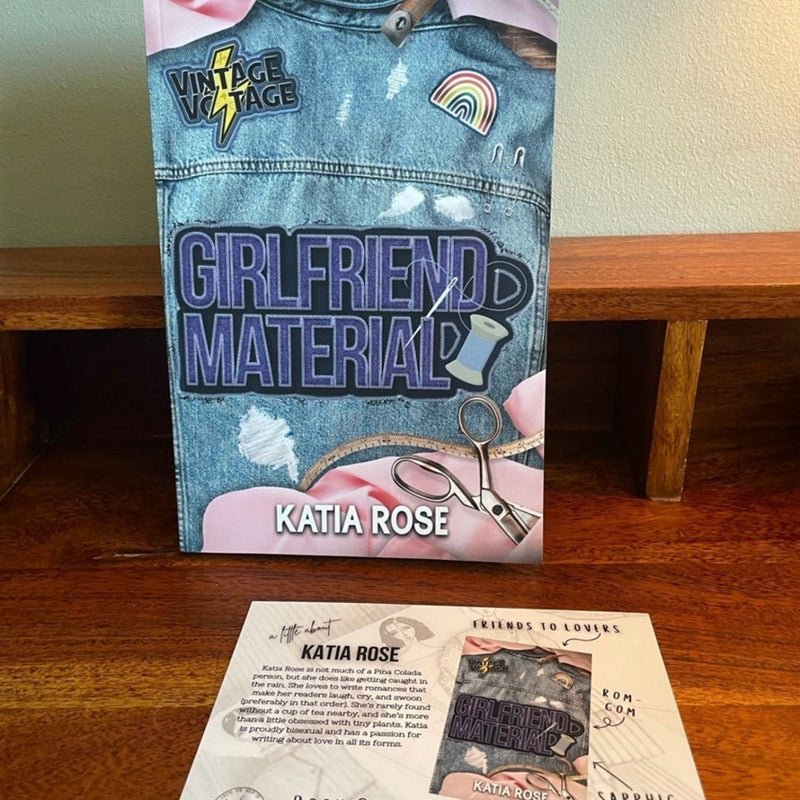 VINTAGE
VOLTAGE
GIRLFRIEND
MATERIAL
KATIA ROSE
a little about
KATIA ROSE
Katia Rose is not much of a Pina Colada
person, but she does like getting caught in
the rain. She loves to write romances that
make her readers laugh, cry, and swoon
(preferably in that order). She's rarely found
without a cup of tea nearby, and she's more
than a little obsessed with tiny plants. Katia
is proudly bisexual and has a passion for
writing about love in all its forms.
FRIENDS TO LOVERS
VINTAGE
VOLTAGE
GIRLFRIEND
MATERIAL
KATIA ROSE
ROM-
COM
SAPPHIC